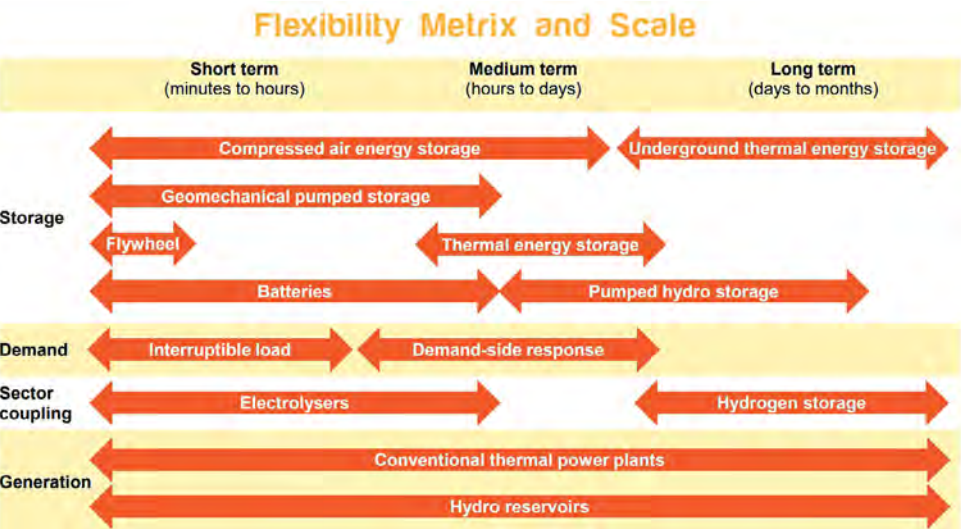 Flexibility Metrix and Scale
Short term
(minutes to hours)
Medium term
(hours to days)
Long term
(days to months)
Compressed air energy storage
Underground thermal energy storage
Geomechanical pumped storage
Storage
Flywheel
Thermal energy storage
Batteries
Pumped hydro storage
Demand
Interruptible load
Demand-side response
Sector
coupling
Electrolysers
Hydrogen storage
Conventional thermal power plants
Generation
Hydro reservoirs